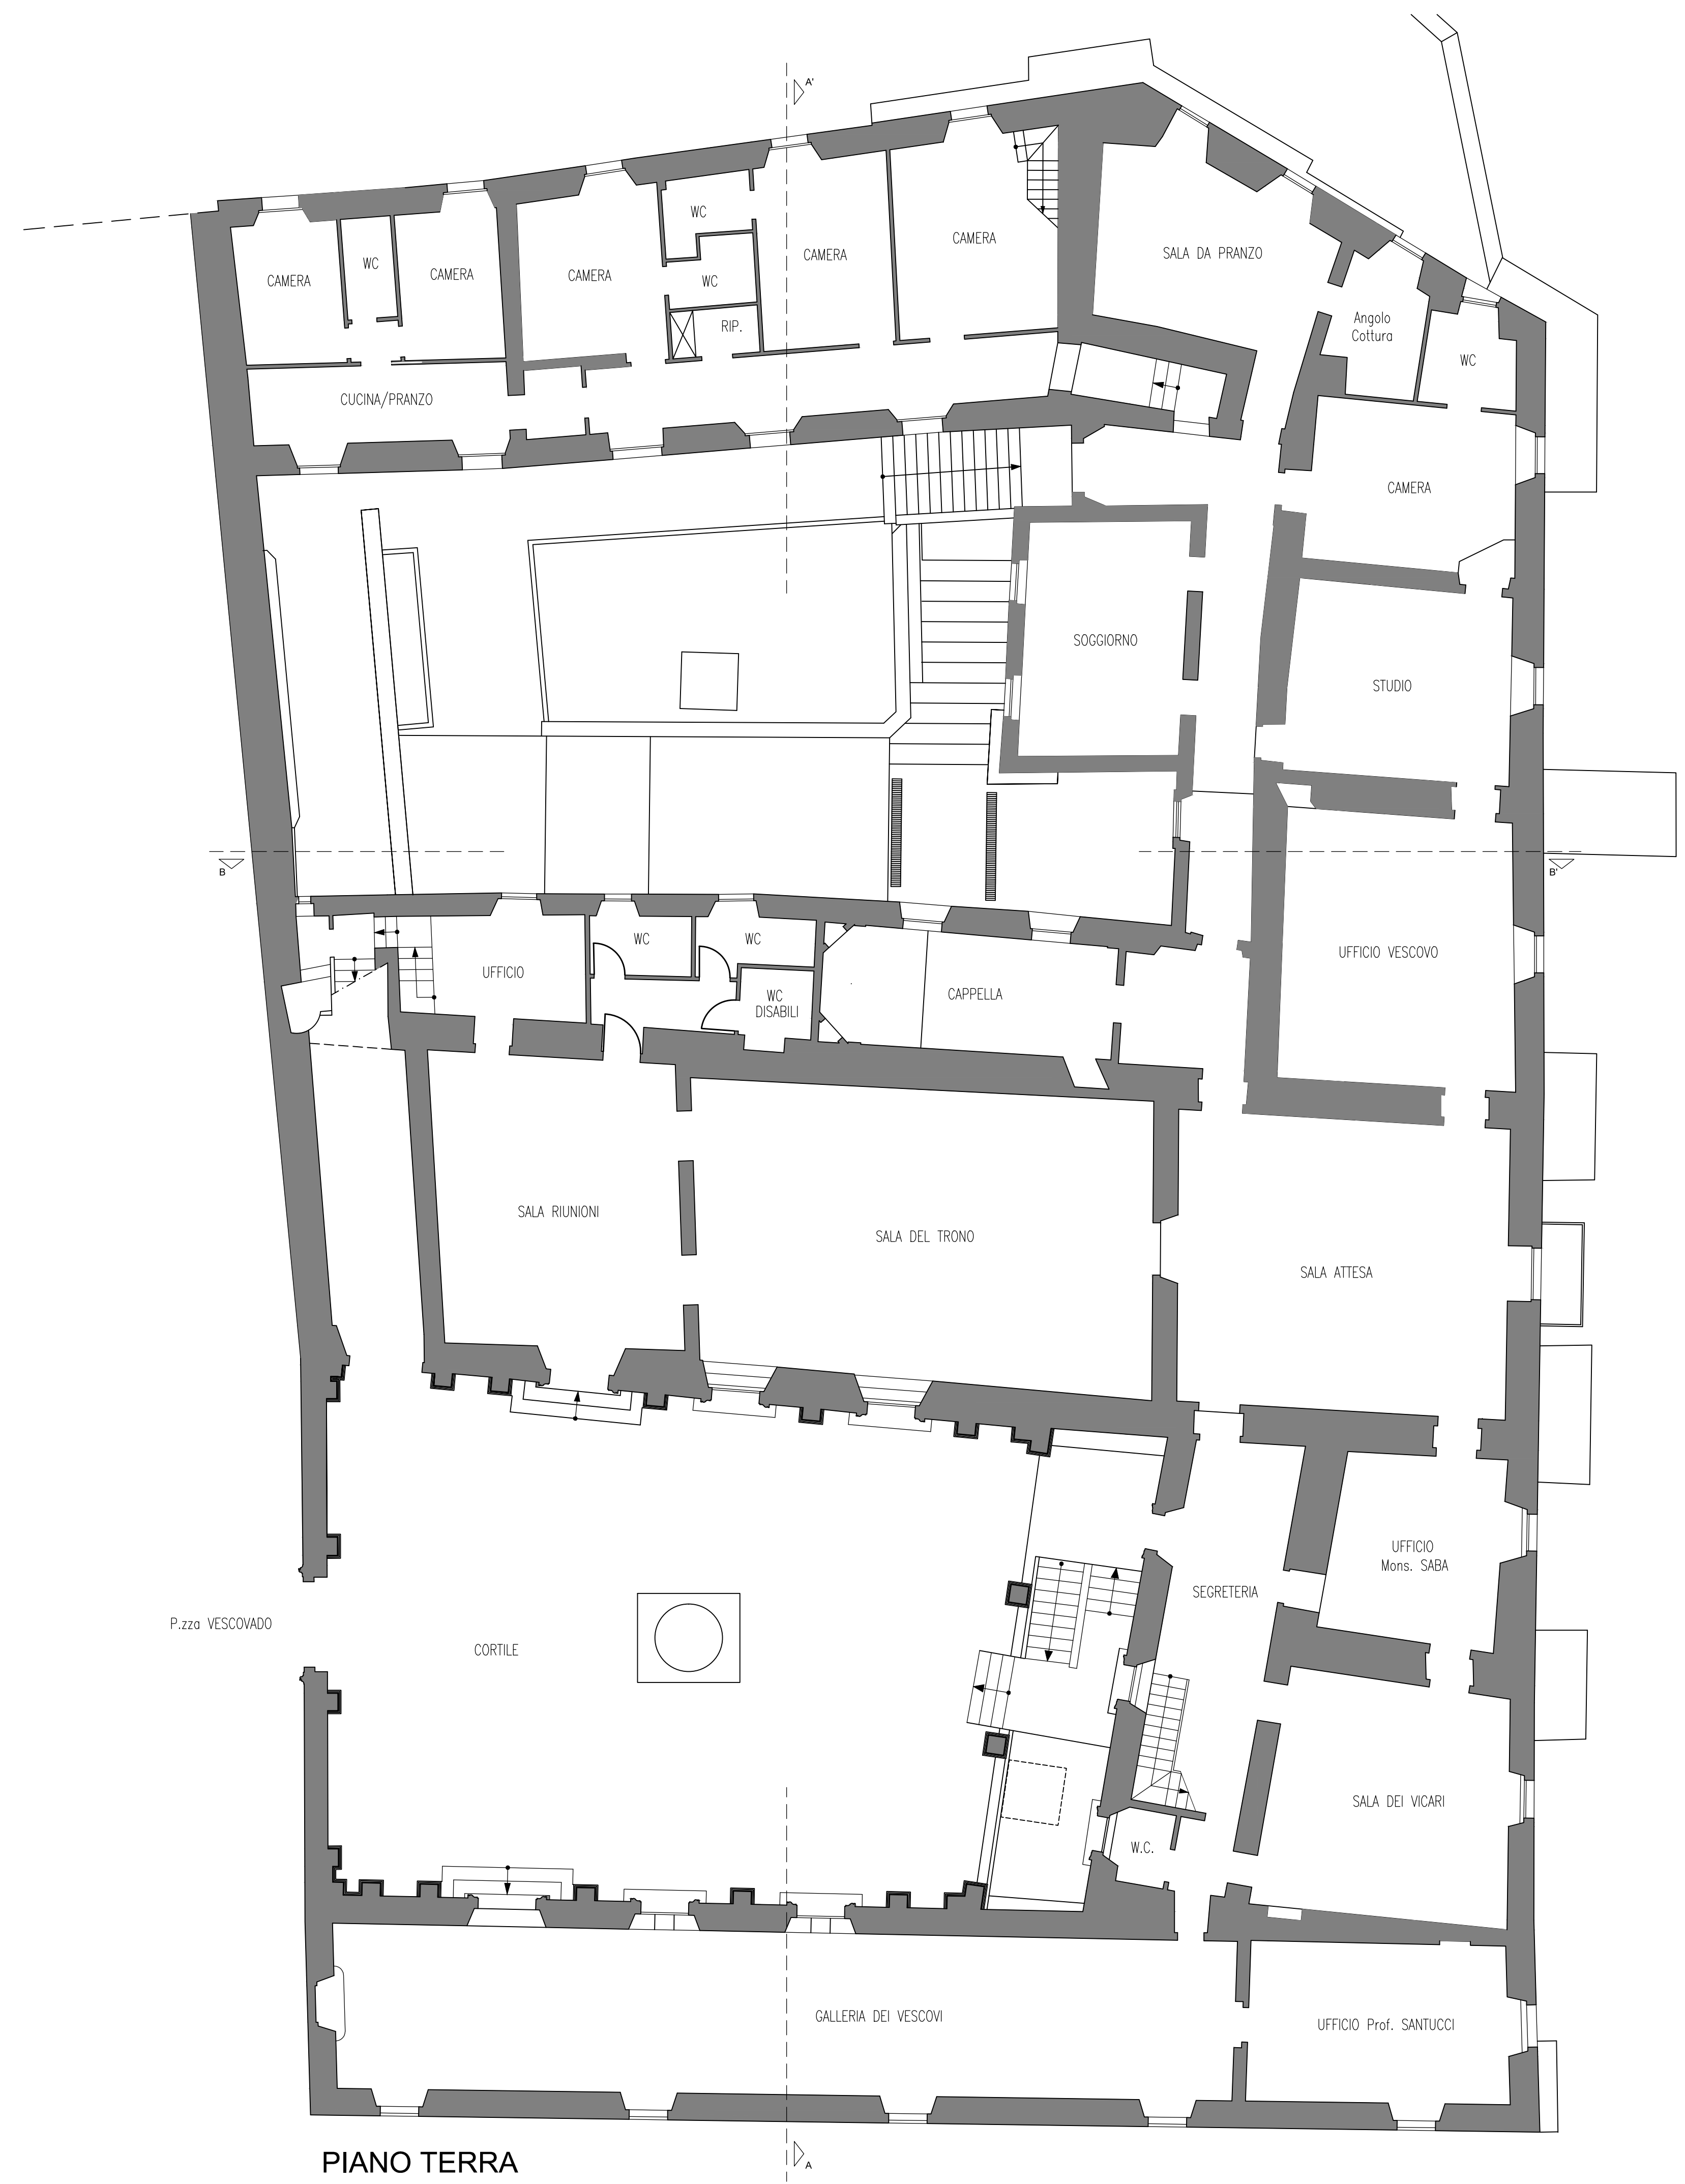 A'
WC
CAMERA
SALA DA PRANZO
CAMERA
WC
CAMERA
CAMERA
CAMERA
WC
RIP.
Angolo
Cottura
WC
CUCINA/PRANZO
CAMERA
SOGGIORNO
STUDIO
B
B'
UFFICIO
WC
WC
UFFICIO VESCOVO
WC
DISABILI
CAPPELLA
SALA RIUNIONI
SALA DEL TRONO
SALA ATTESA
UFFICIO
Mons. SABA
SEGRETERIA
P.zza VESCOVADO
CORTILE
SALA DEI VICARI
W.C.
GALLERIA DEI VESCOVI
UFFICIO Prof. SANTUCCI
PIANO TERRA
A